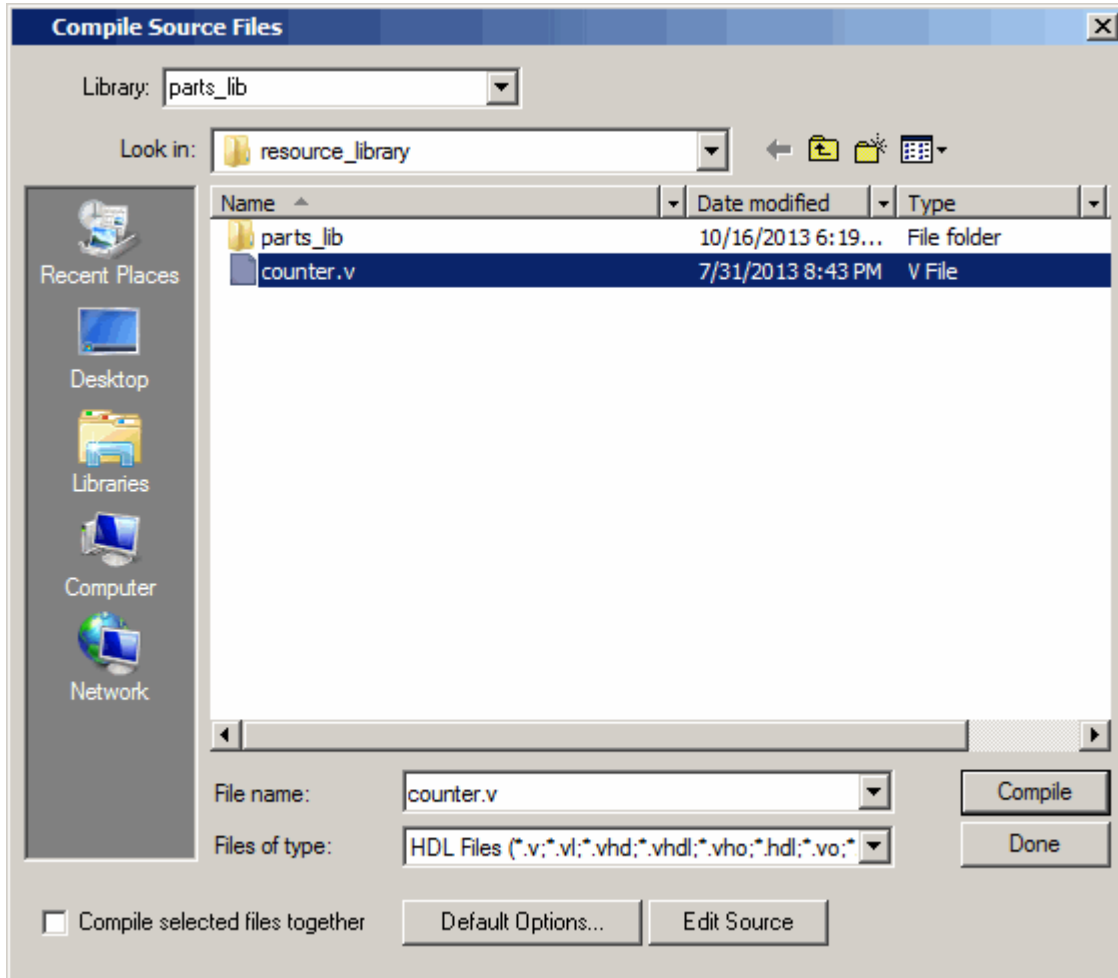 Compile Source Files
Library: parts_lib
Look in: resource_library
Name Date modified Type
parts_lib 10/16/2013 6:19... File folder
counter.v 7/31/2013 8:43 PM V File
Recent Places
Desktop
Libraries
Computer
Network
File name: counter.v Compile
Files of type: HDL Files (*.v;*.vl;*.vhd;*.vhdl;*.vho;*.hdl;*.vo;* Done
Compile selected files together Default Options... Edit Source